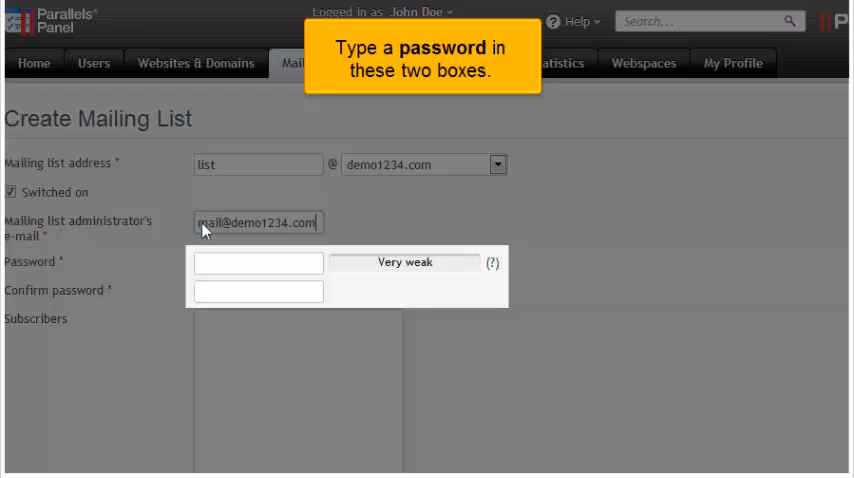 Parallels® Panel
Logged in as John Doe
Help
Search...
P
Type a password in
these two boxes.
Home Users Websites & Domains Mai atistics Webspaces My Profile
Create Mailing List
Mailing list address * list @ demo1234.com
Switched on
Mailing list administrator's
e-mail * mail@demo1234.com
Password * Very weak (?)
Confirm password *
Subscribers